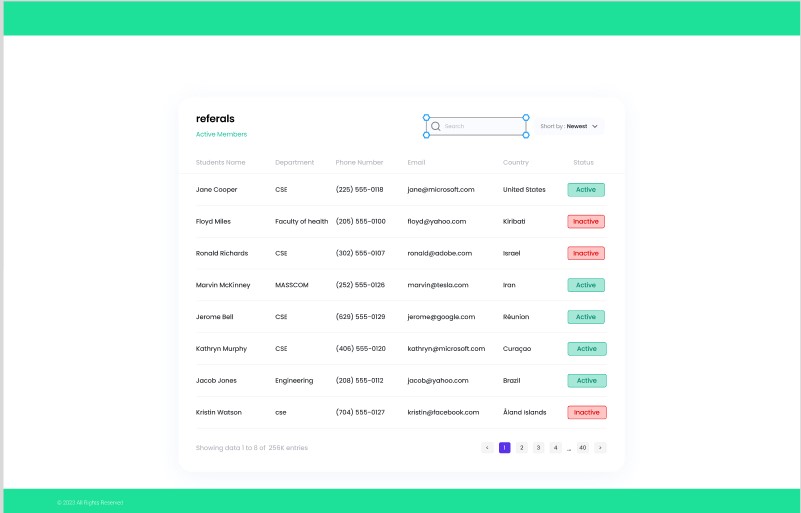 referals
Active Members
Search
Short by : Newest
Students Name Department Phone Number Email Country Status
Jane Cooper CSE (225) 555-0118 jane@microsoft.com United States Active
Floyd Miles Faculty of health (205) 555-0100 floyd@yahoo.com Kiribati Inactive
Ronald Richards CSE (302) 555-0107 ronald@adobe.com Israel Inactive
Marvin McKinney MASSCOM (252) 555-0126 marvin@tesla.com Iran Active
Jerome Bell CSE (629) 555-0129 jerome@google.com Réunion Active
Kathryn Murphy CSE (406) 555-0120 kathryn@microsoft.com Curaçao Active
Jacob Jones Engineering (208) 555-0112 jacob@yahoo.com Brazil Active
Kristin Watson cse (704) 555-0127 kristin@facebook.com Åland Islands Inactive
Showing data 1 to 8 of 256K entries < 1 2 3 4 ... 40 >
© 2023 All Rights Reserved